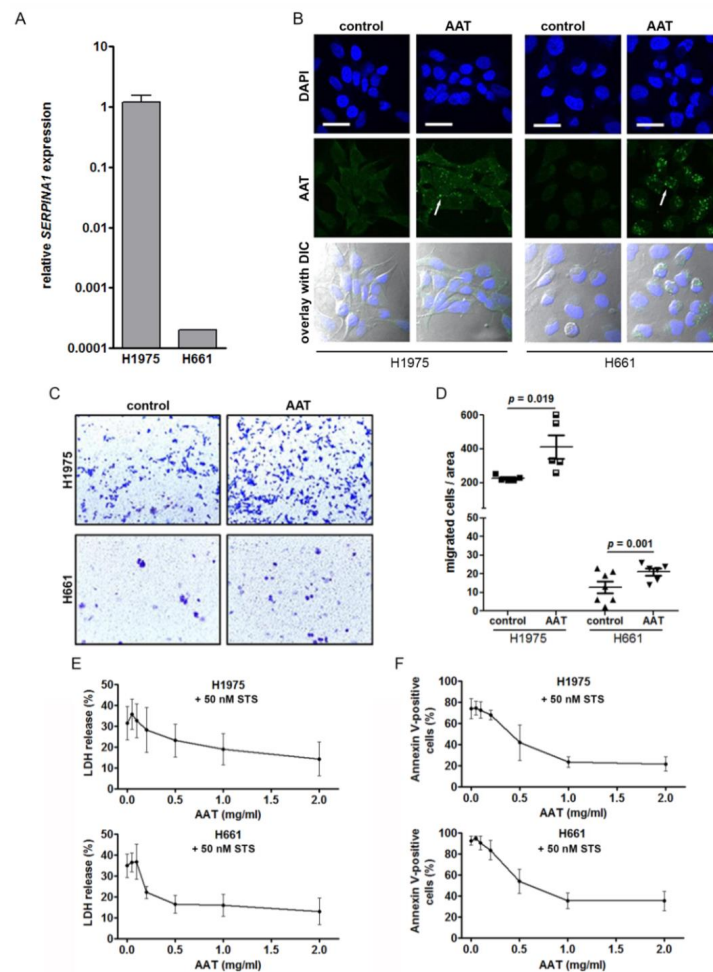 A
relative SERPINA1 expression
10
1
0.1
0.01
0.001
0.0001
H1975 H661
B
control AAT control AAT
DAPI
AAT
overlay with DIC
H1975 H661
C
control AAT
H1975
H661
D
migrated cells / area
600
400
200
50
40
30
20
10
0
p = 0.019
p = 0.001
control AAT control AAT
H1975 H661
E
H1975
+ 50 nM STS
LDH release (%)
50
40
30
20
10
0
0.0 0.5 1.0 1.5 2.0
AAT (mg/ml)
H661
+ 50 nM STS
LDH release (%)
50
40
30
20
10
0
0.0 0.5 1.0 1.5 2.0
AAT (mg/ml)
F
H1975
+ 50 nM STS
Annexin V-positive
cells (%)
100
80
60
40
20
0
0.0 0.5 1.0 1.5 2.0
AAT (mg/ml)
H661
+ 50 nM STS
Annexin V-positive
cells (%)
100
80
60
40
20
0
0.0 0.5 1.0 1.5 2.0
AAT (mg/ml)